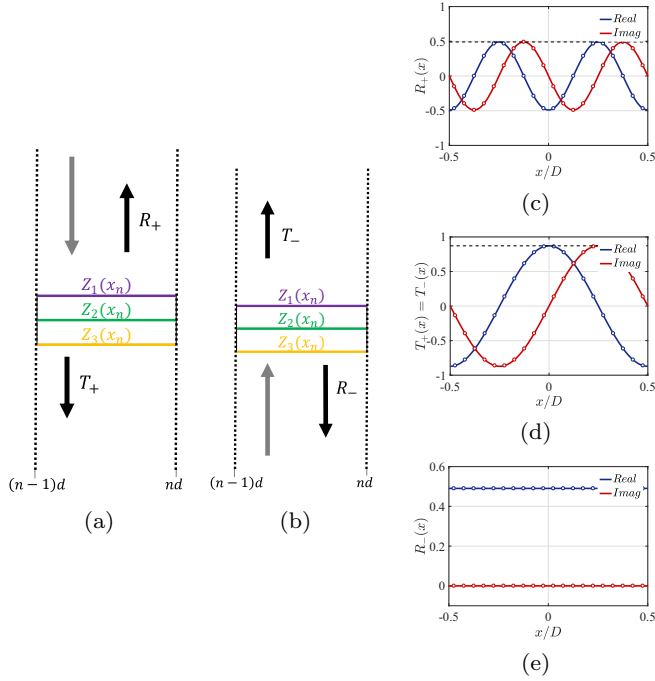 R₊
Z₁(xₙ)
Z₂(xₙ)
Z₃(xₙ)
T₊
(n−1)d
nd
(a)
T₋
Z₁(xₙ)
Z₂(xₙ)
Z₃(xₙ)
R₋
(n−1)d
nd
(b)
R₊(x)
1
0.5
0
-0.5
-1
Real
Imag
-0.5 0 0.5
x/D
(c)
T₊(x) = T₋(x)
1
0.5
0
-0.5
-1
Real
Imag
-0.5 0 0.5
x/D
(d)
R₋(x)
0.6
0.4
0.2
0
Real
Imag
-0.5 0 0.5
x/D
(e)